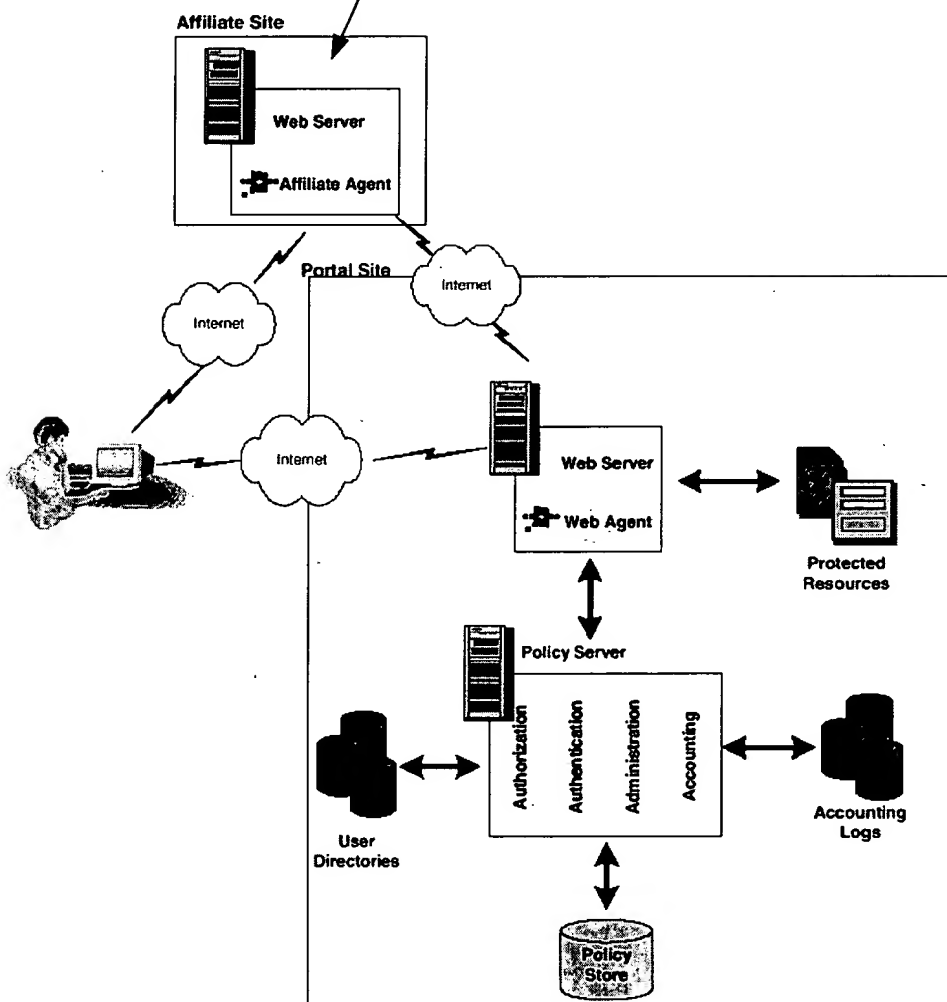 Affiliate Site
Web Server
Affiliate Agent
Portal Site
Internet
Internet
Internet
Web Server
Web Agent
Protected
Resources
Policy Server
Authorization
Authentication
Administration
Accounting
User
Directories
Accounting
Logs
Policy
Store